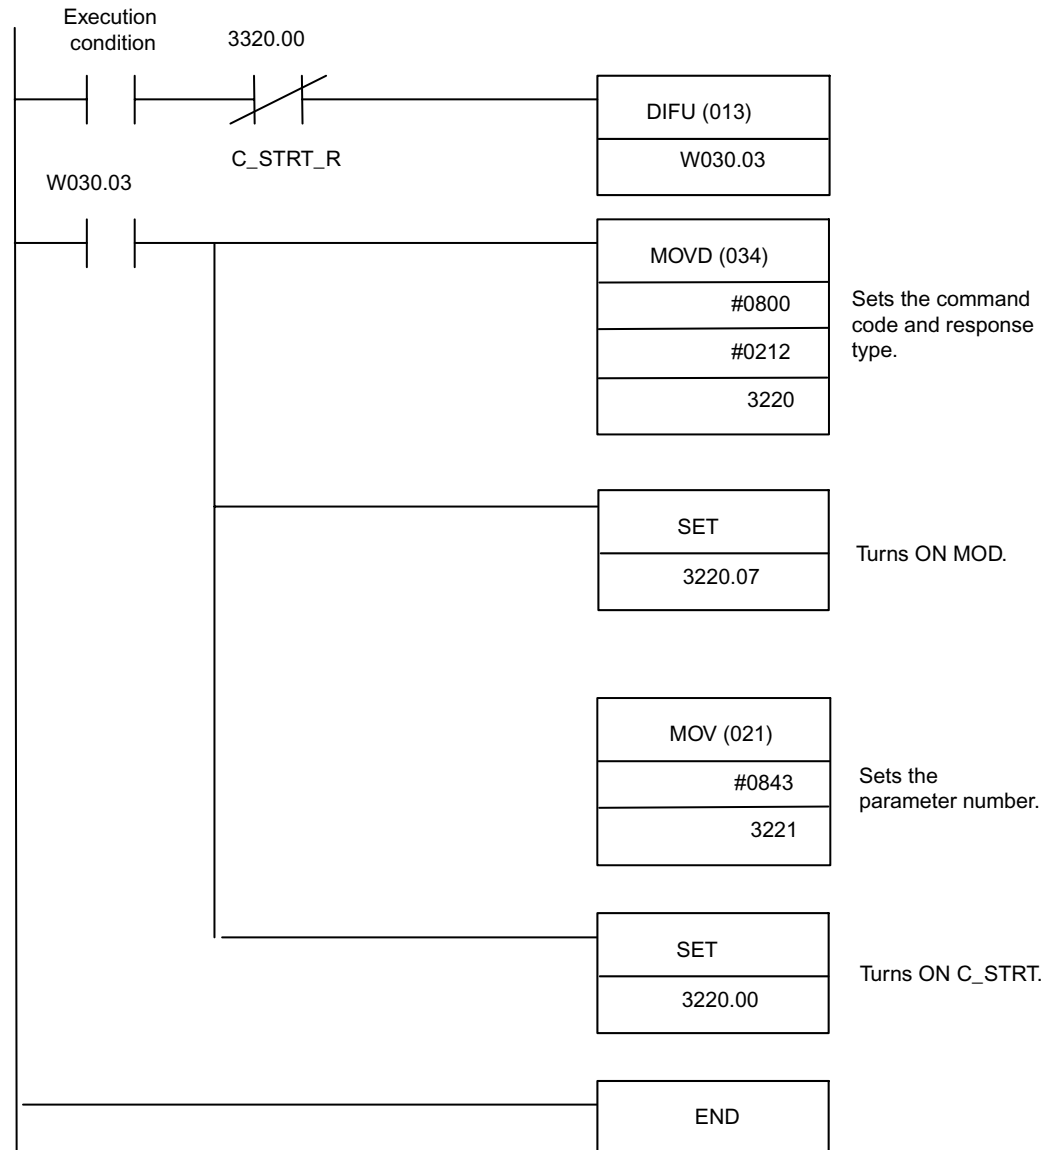 Execution
condition
3320.00
DIFU (013)
W030.03
C_STRT_R
W030.03
MOVD (034)
#0800
#0212
3220
Sets the command
code and response
type.
SET
3220.07
Turns ON MOD.
MOV (021)
#0843
3221
Sets the
parameter number.
SET
3220.00
Turns ON C_STRT.
END